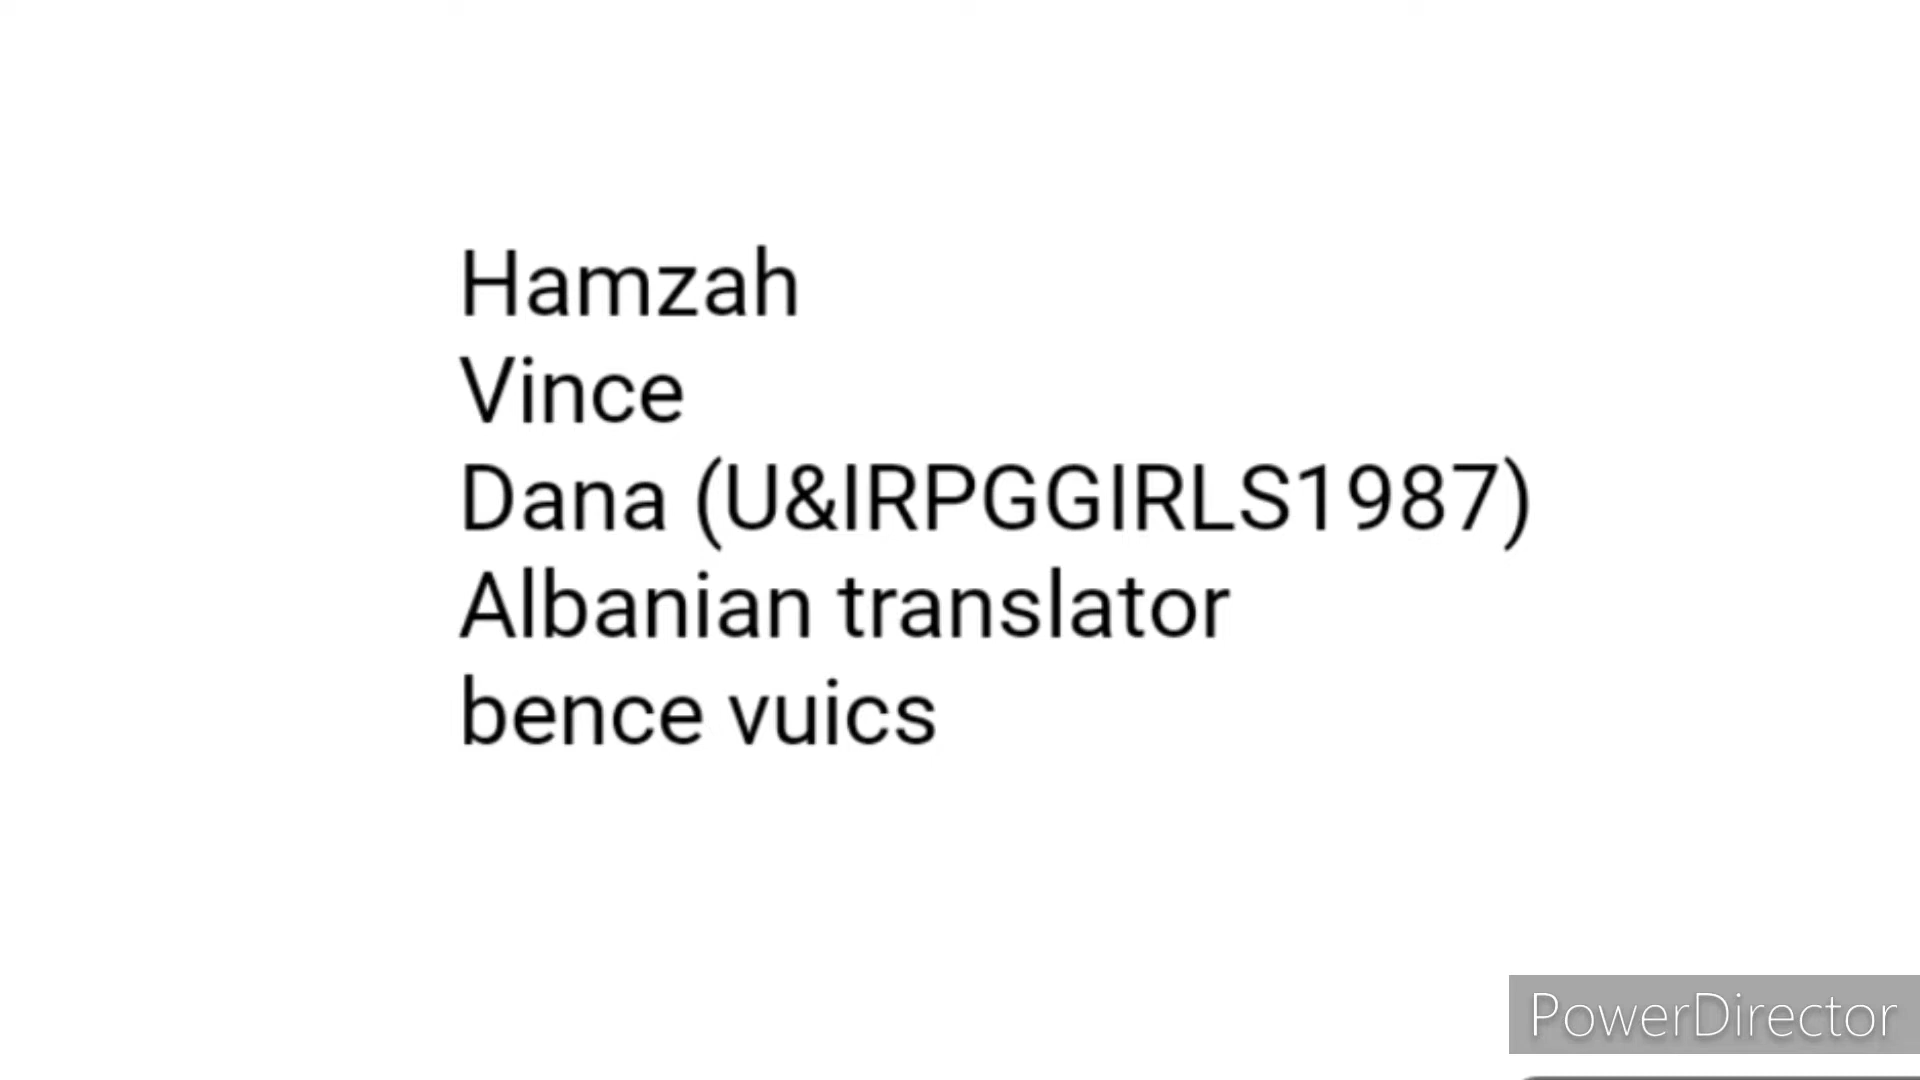 Hamzah
Vince
Dana (U&IRPGGIRLS1987)
Albanian translator
bence vuics
PowerDirector